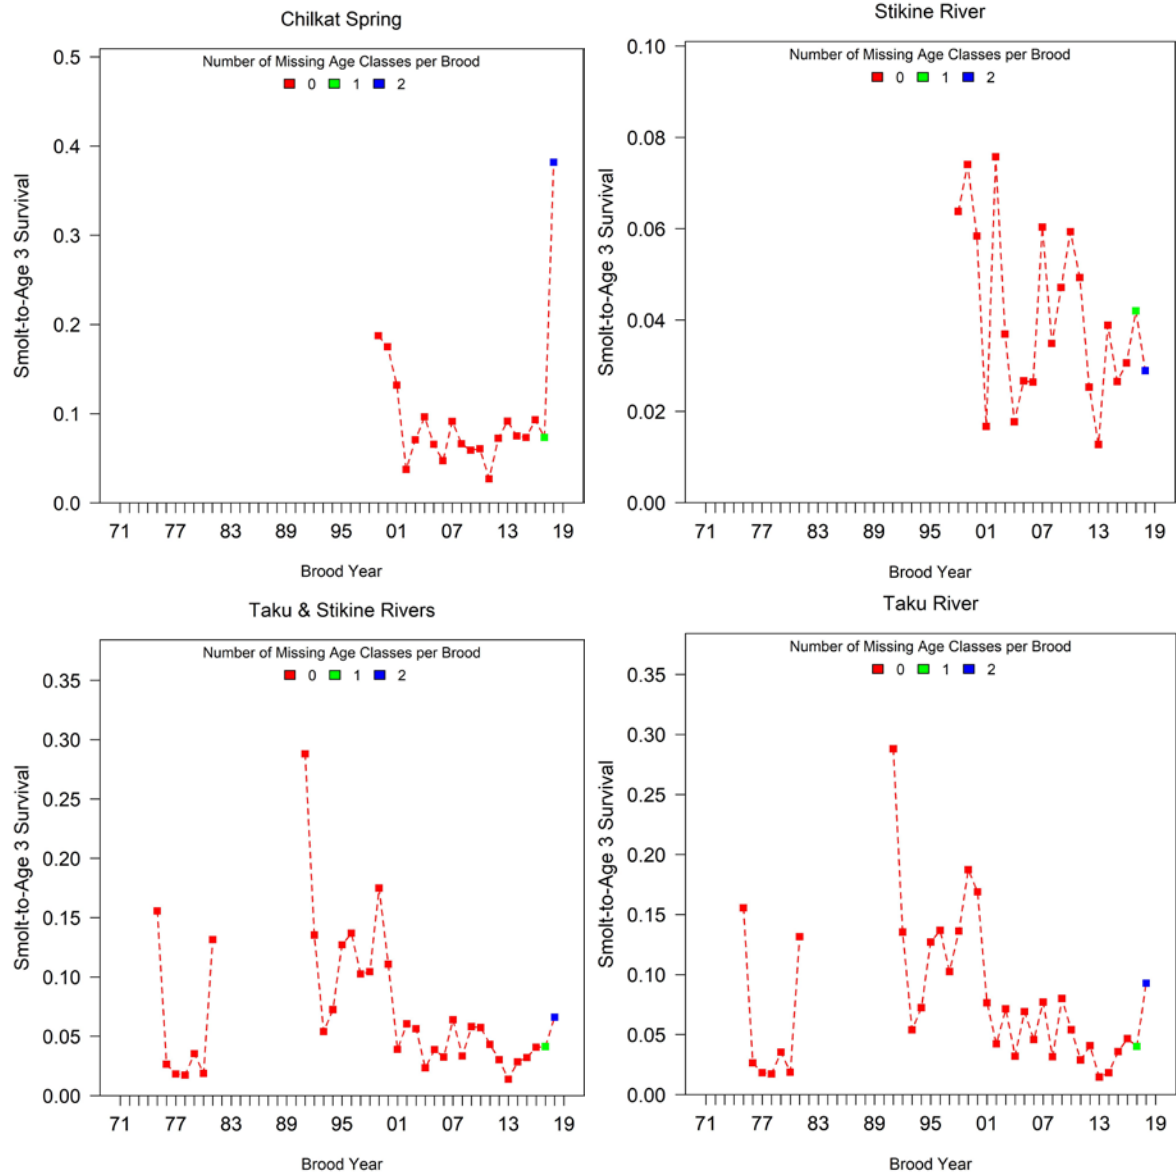 Chilkat Spring
Number of Missing Age Classes per Brood
0 1 2
0.5
0.4
0.3
0.2
0.1
0.0
Smolt-to-Age 3 Survival
71 77 83 89 95 01 07 13 19
Brood Year
Stikine River
Number of Missing Age Classes per Brood
0 1 2
0.10
0.08
0.06
0.04
0.02
0.00
Smolt-to-Age 3 Survival
71 77 83 89 95 01 07 13 19
Brood Year
Taku & Stikine Rivers
Number of Missing Age Classes per Brood
0 1 2
0.35
0.30
0.25
0.20
0.15
0.10
0.05
0.00
Smolt-to-Age 3 Survival
71 77 83 89 95 01 07 13 19
Brood Year
Taku River
Number of Missing Age Classes per Brood
0 1 2
0.35
0.30
0.25
0.20
0.15
0.10
0.05
0.00
Smolt-to-Age 3 Survival
71 77 83 89 95 01 07 13 19
Brood Year